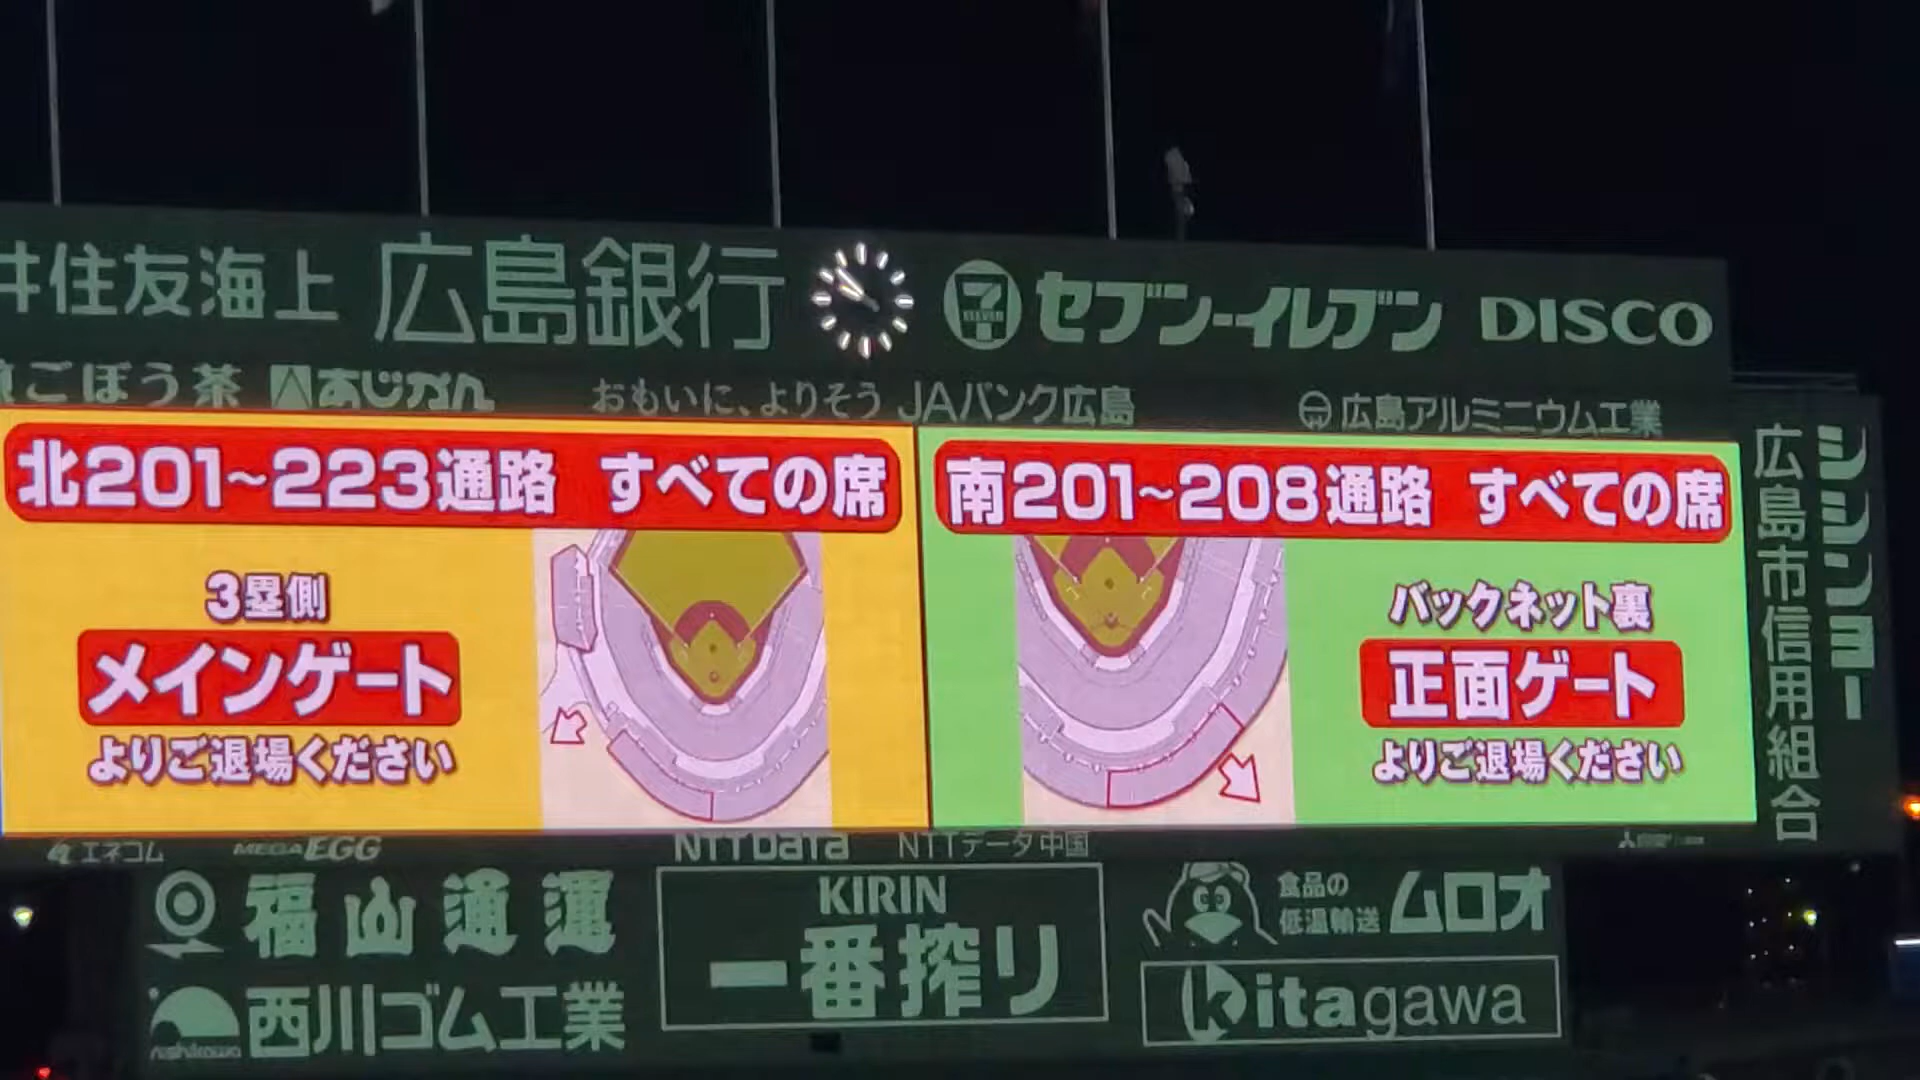 井住友海上 広島銀行 7 ELEVEN セブン-イレブン DISCO
ごぼう茶 あじかん おもいに、よりそう JAバンク広島 広島アルミニウム工業
北201~223通路 すべての席
3塁側
メインゲート
よりご退場ください
南201~208通路 すべての席
バックネット裏
正面ゲート
よりご退場ください
シシンヨー
広島市信用組合
エネコム MEGA EGG NTT DATA NTTデータ中国
福山通運
KIRIN
一番搾り
食品の
低温輸送
ムロオ
nishikawa 西川ゴム工業
kitagawa